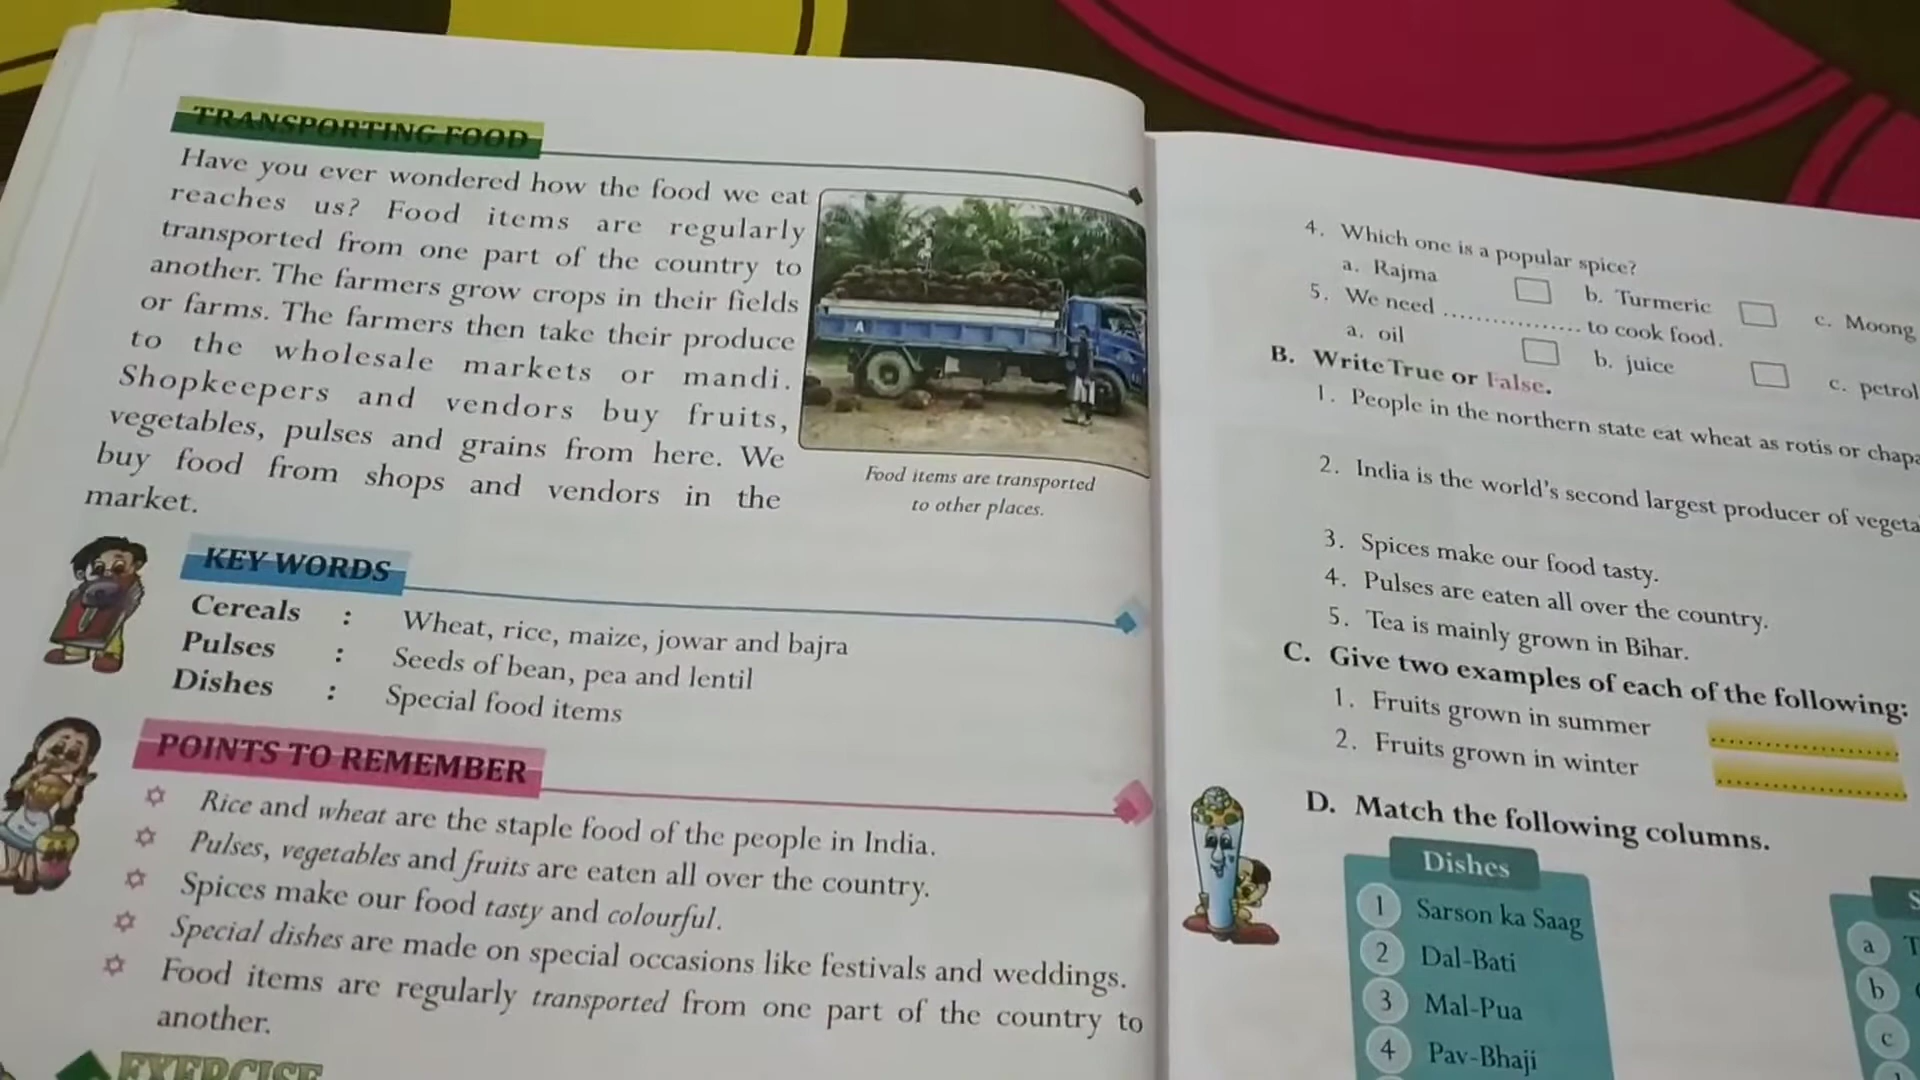 TRANSPORTING FOOD
Have you ever wondered how the food we eat
reaches us? Food items are regularly
transported from one part of the country to
another. The farmers grow crops in their fields
or farms. The farmers then take their produce
to the wholesale markets or mandi.
Shopkeepers and vendors buy fruits,
vegetables, pulses and grains from here. We
buy food from shops and vendors in the
market.
A
Food items are transported
to other places.
KEY WORDS
Cereals : Wheat, rice, maize, jowar and bajra
Pulses : Seeds of bean, pea and lentil
Dishes : Special food items
POINTS TO REMEMBER
Rice and wheat are the staple food of the people in India.
Pulses, vegetables and fruits are eaten all over the country.
Spices make our food tasty and colourful.
Special dishes are made on special occasions like festivals and weddings.
Food items are regularly transported from one part of the country to
another.
EXERCISE
4. Which one is a popular spice?
a. Rajma b. Turmeric c. Moong
5. We need ................ to cook food.
a. oil b. juice c. petrol
B. Write True or False.
1. People in the northern state eat wheat as rotis or
2. India is the world's second largest producer of
3. Spices make our food tasty.
4. Pulses are eaten all over the country.
5. Tea is mainly grown in Bihar.
C. Give two examples of each of the following:
1. Fruits grown in summer ....................
2. Fruits grown in winter ....................
D. Match the following columns.
Dishes
1 Sarson ka Saag
2 Dal-Bati
3 Mal-Pua
4 Pav-Bhaji
a
b
c